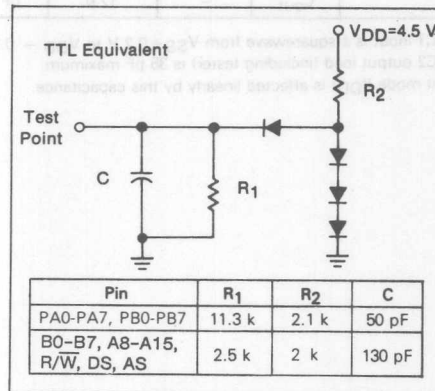 VDD=4.5 V
TTL Equivalent
R2
Test
Point
C
R1
Pin R1 R2 C
PA0-PA7, PB0-PB7 11.3 k 2.1 k 50 pF
B0-B7, A8-A15,
R/W, DS, AS 2.5 k 2 k 130 pF